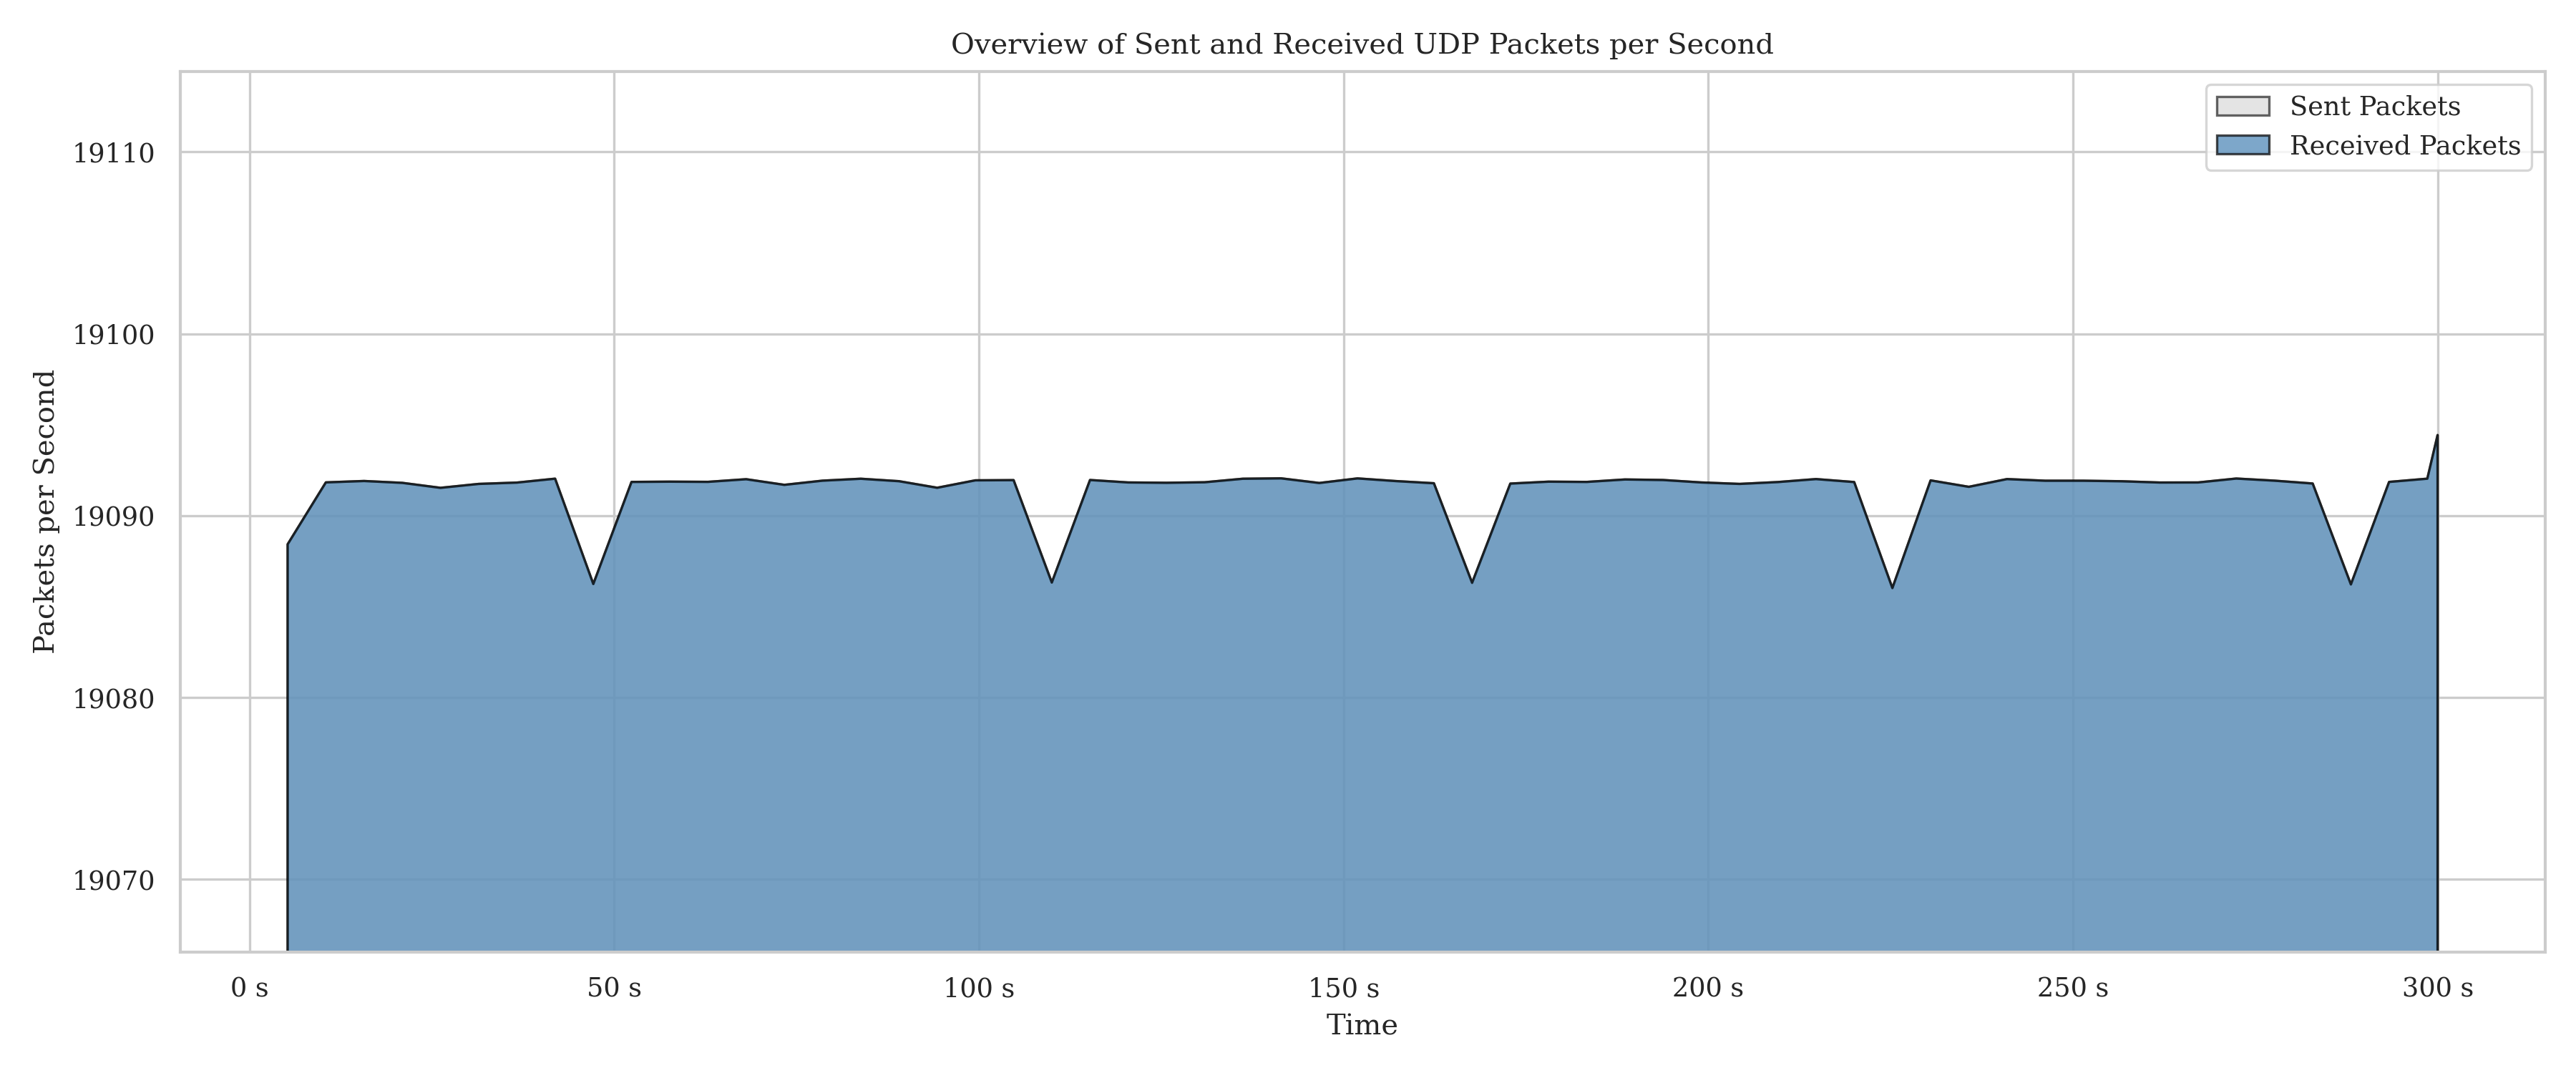 Overview of Sent and Received UDP Packets per Second
Sent Packets
Received Packets
19110
19100
19090
19080
19070
Packets per Second
0 s 50 s 100 s 150 s 200 s 250 s 300 s
Time